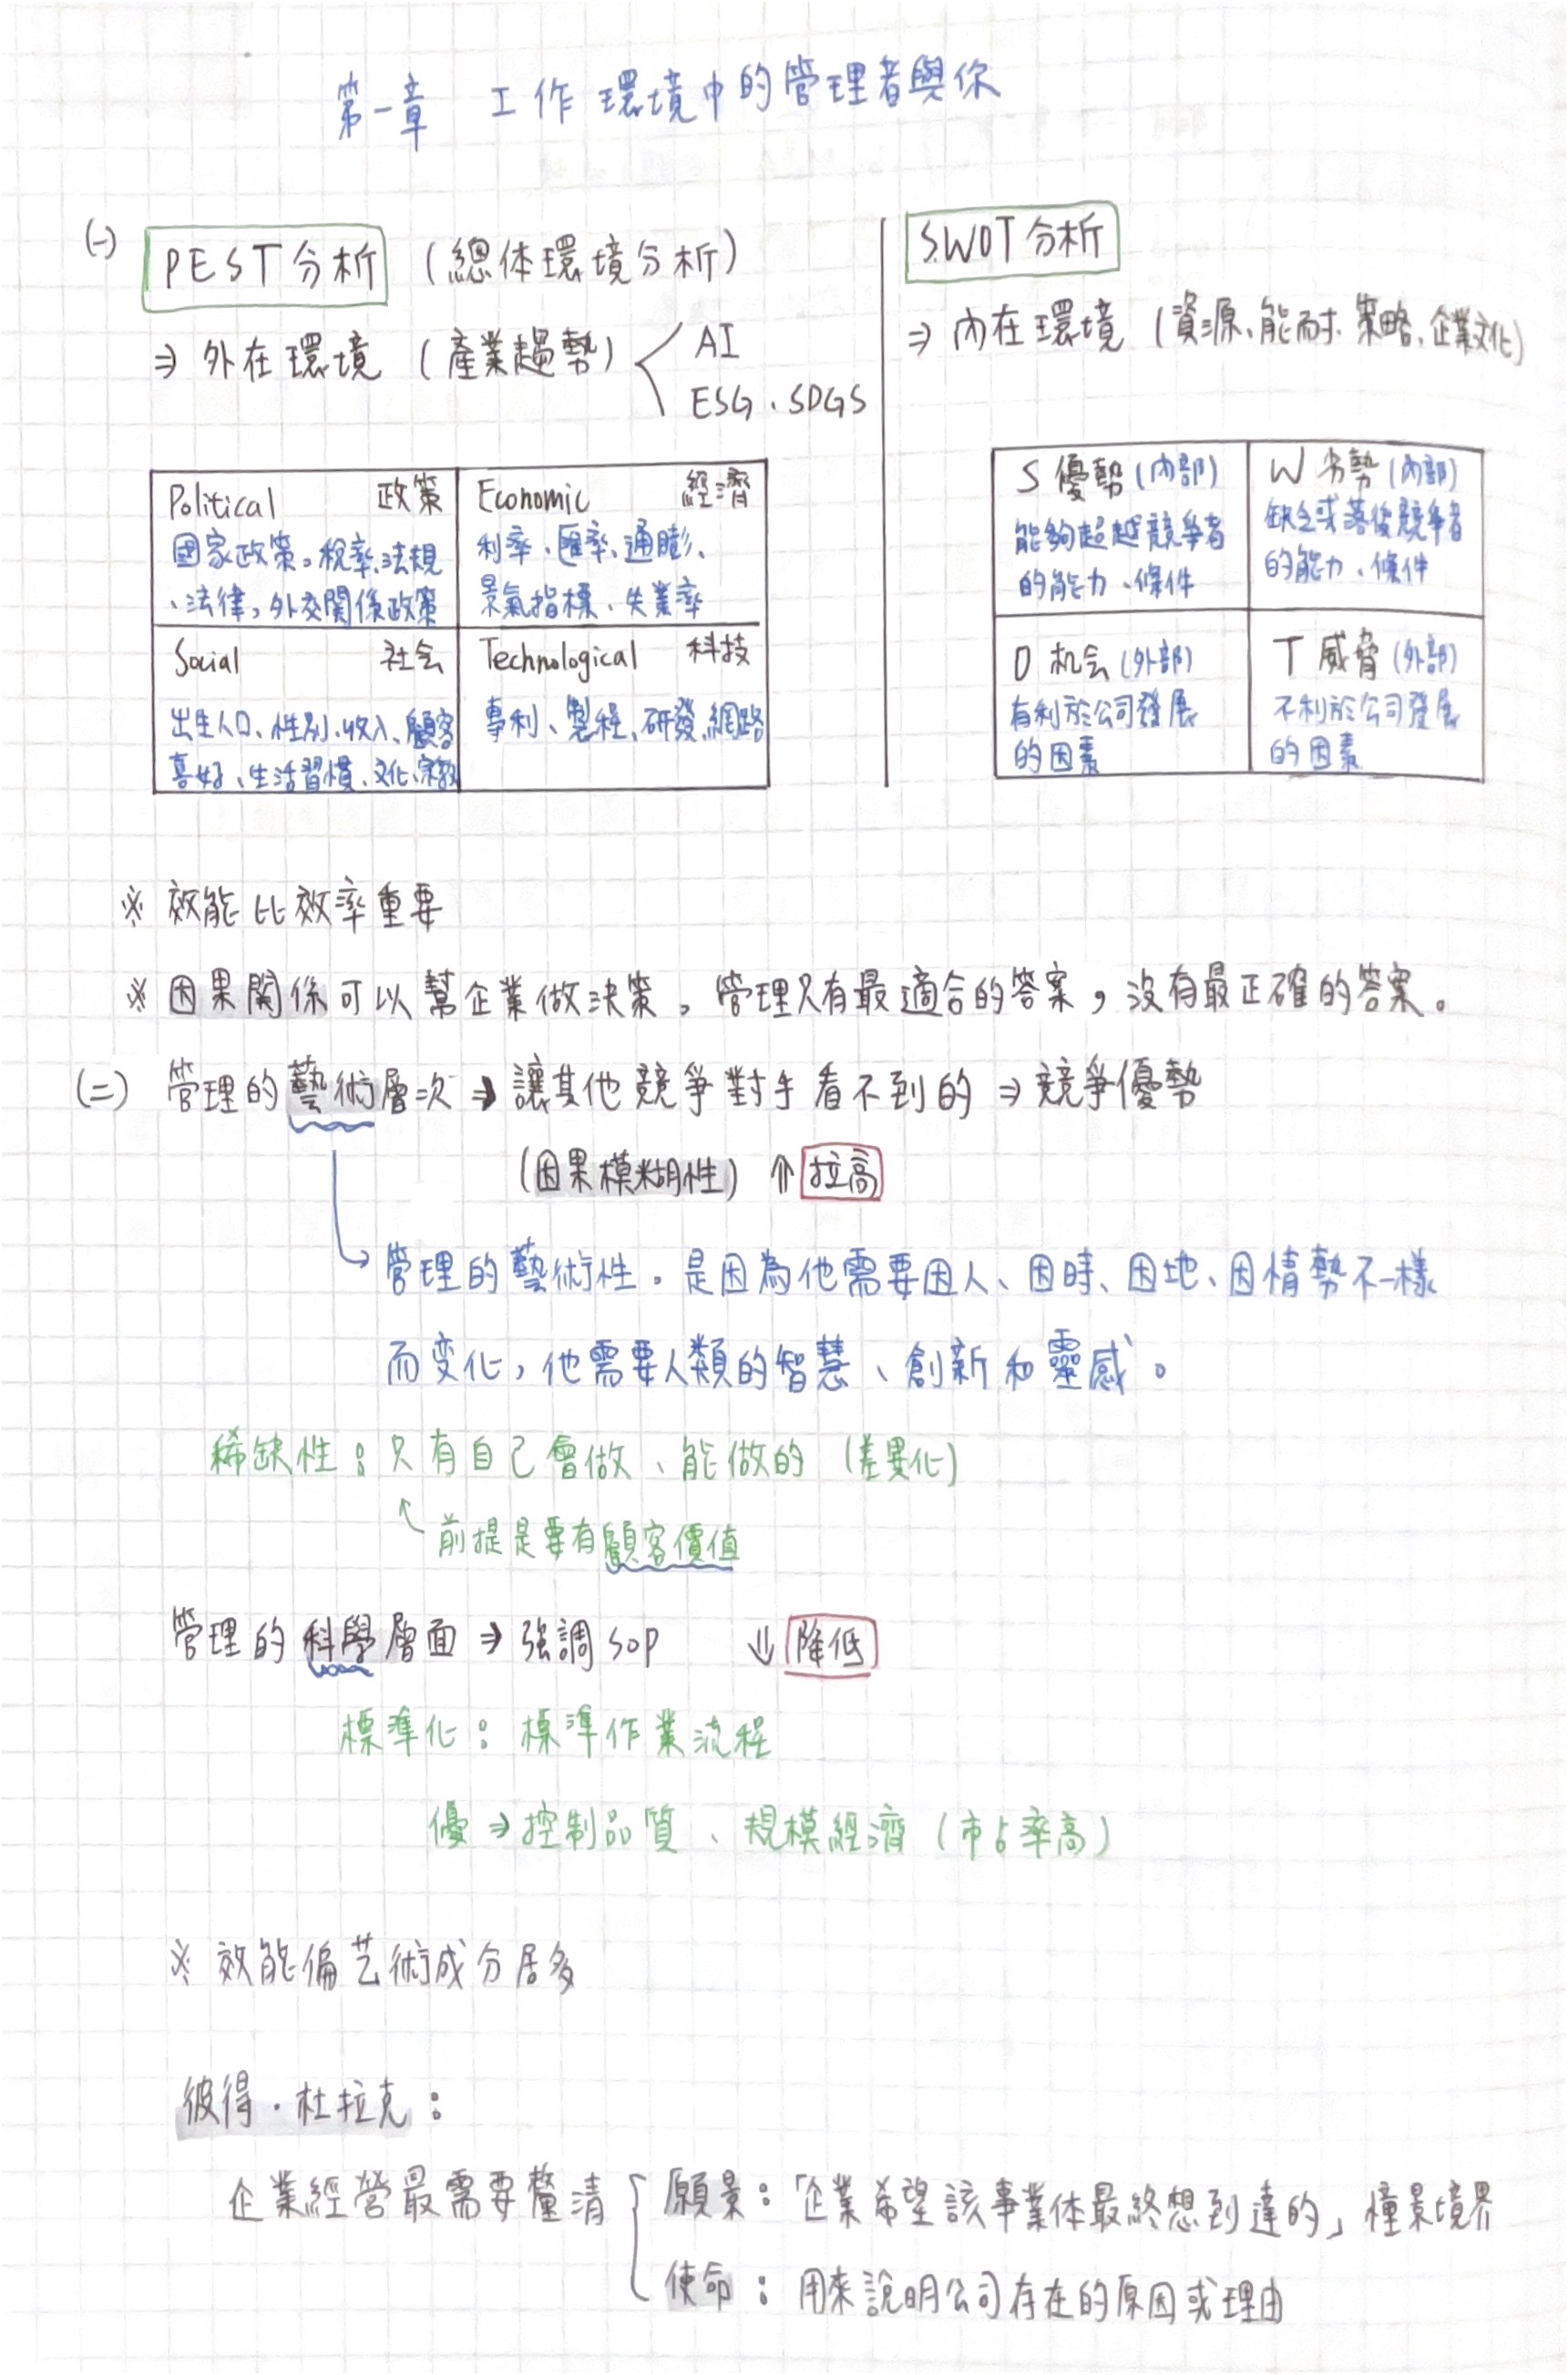 第一章 工作環境中的管理者與你
(一) PEST分析 (總体環境分析)
⇒ 外在環境 (產業趨勢) AI
ESG、SDGS
Political 政策
國家政策。稅率、法規
、法律,外交關係政策
Economic 經濟
利率、匯率、通膨、
景氣指標、失業率
Social 社会
出生人口、性別、收入、顧客
喜好、生活習慣、文化、宗教
Technological 科技
專利、製程、研發、網路
SWOT分析
⇒ 內在環境 (資源、能耐、策略、企業文化)
S 優勢 (內部)
能夠超越競爭者
的能力、條件
W 劣勢 (內部)
缺乏或落後競爭者
的能力、條件
O 机会 (外部)
有利於公司發展
的因素
T 威脅 (外部)
不利於公司發展
的因素
※ 效能比效率重要
※ 因果關係可以幫企業做決策。管理只有最適合的答案,沒有最正確的答案。
(二) 管理的藝術層次 ⇒ 讓其他競爭對手看不到的 ⇒ 競爭優勢
(因果模糊性) ⇑ 拉高
管理的藝術性。是因為他需要因人、因時、因地、因情勢不一樣
而变化,他需要人類的智慧、創新和靈感。
稀缺性:只有自己會做、能做的 (差異化)
前提是要有顧客價值
管理的科學層面 ⇒ 強調SOP ⇓ 降低
標準化:標準作業流程
優 ⇒ 控制品質、規模經濟 (市占率高)
※ 效能偏艺術成分居多
彼得·杜拉克:
企業經營最需要釐清
願景:「企業希望該事業体最終想到達的」憧景境界
使命:用來說明公司存在的原因或理由